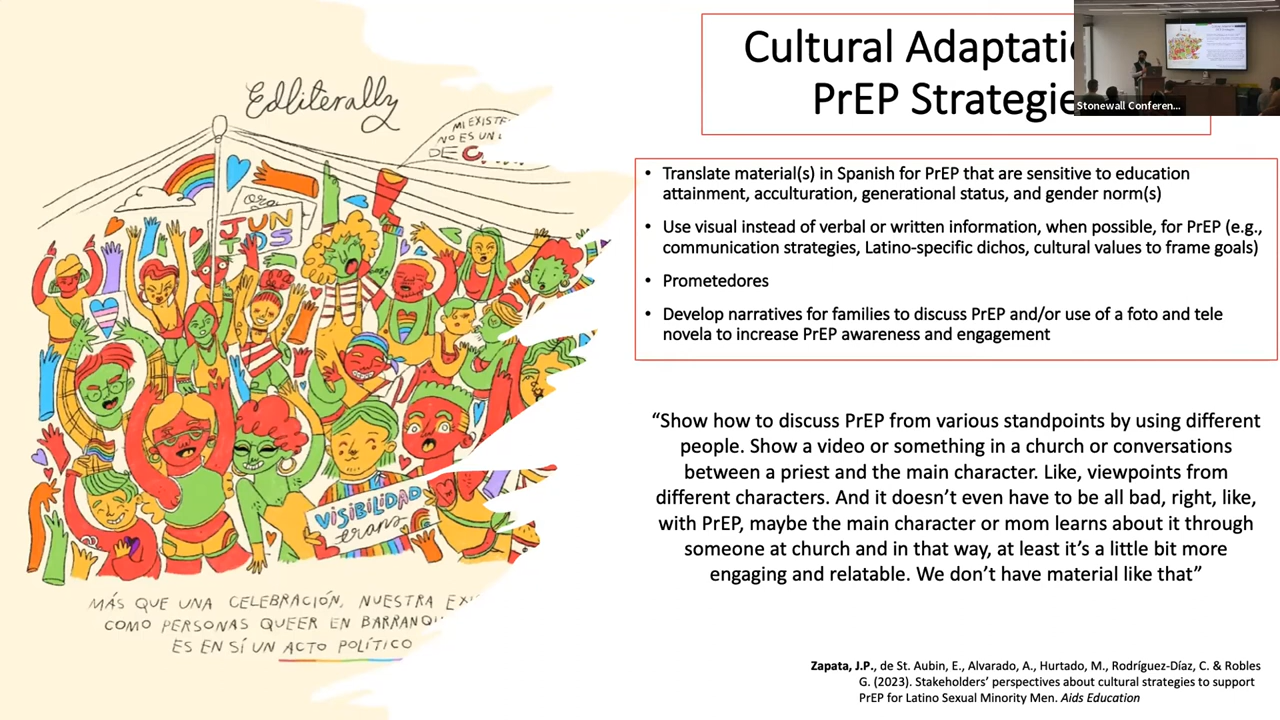 Edliterally
MI EXISTE
NO ES UN
DE C
JUN
TOS
VISIBILIDAD
trans
MÁS QUE UNA CELEBRACIÓN, NUESTRA EXI
COMO PERSONAS QUEER EN BARRANQU
ES EN SÍ UN ACTO POLÍTICO
Cultural Adaptatio
PrEP Strategie
Stonewall Conferen...
• Translate material(s) in Spanish for PrEP that are sensitive to education
attainment, acculturation, generational status, and gender norm(s)
• Use visual instead of verbal or written information, when possible, for PrEP (e.g.,
communication strategies, Latino-specific dichos, cultural values to frame goals)
• Prometedores
• Develop narratives for families to discuss PrEP and/or use of a foto and tele
novela to increase PrEP awareness and engagement
“Show how to discuss PrEP from various standpoints by using different
people. Show a video or something in a church or conversations
between a priest and the main character. Like, viewpoints from
different characters. And it doesn’t even have to be all bad, right, like,
with PrEP, maybe the main character or mom learns about it through
someone at church and in that way, at least it’s a little bit more
engaging and relatable. We don’t have material like that”
Zapata, J.P., de St. Aubin, E., Alvarado, A., Hurtado, M., Rodríguez-Díaz, C. & Robles
G. (2023). Stakeholders’ perspectives about cultural strategies to support
PrEP for Latino Sexual Minority Men. Aids Education